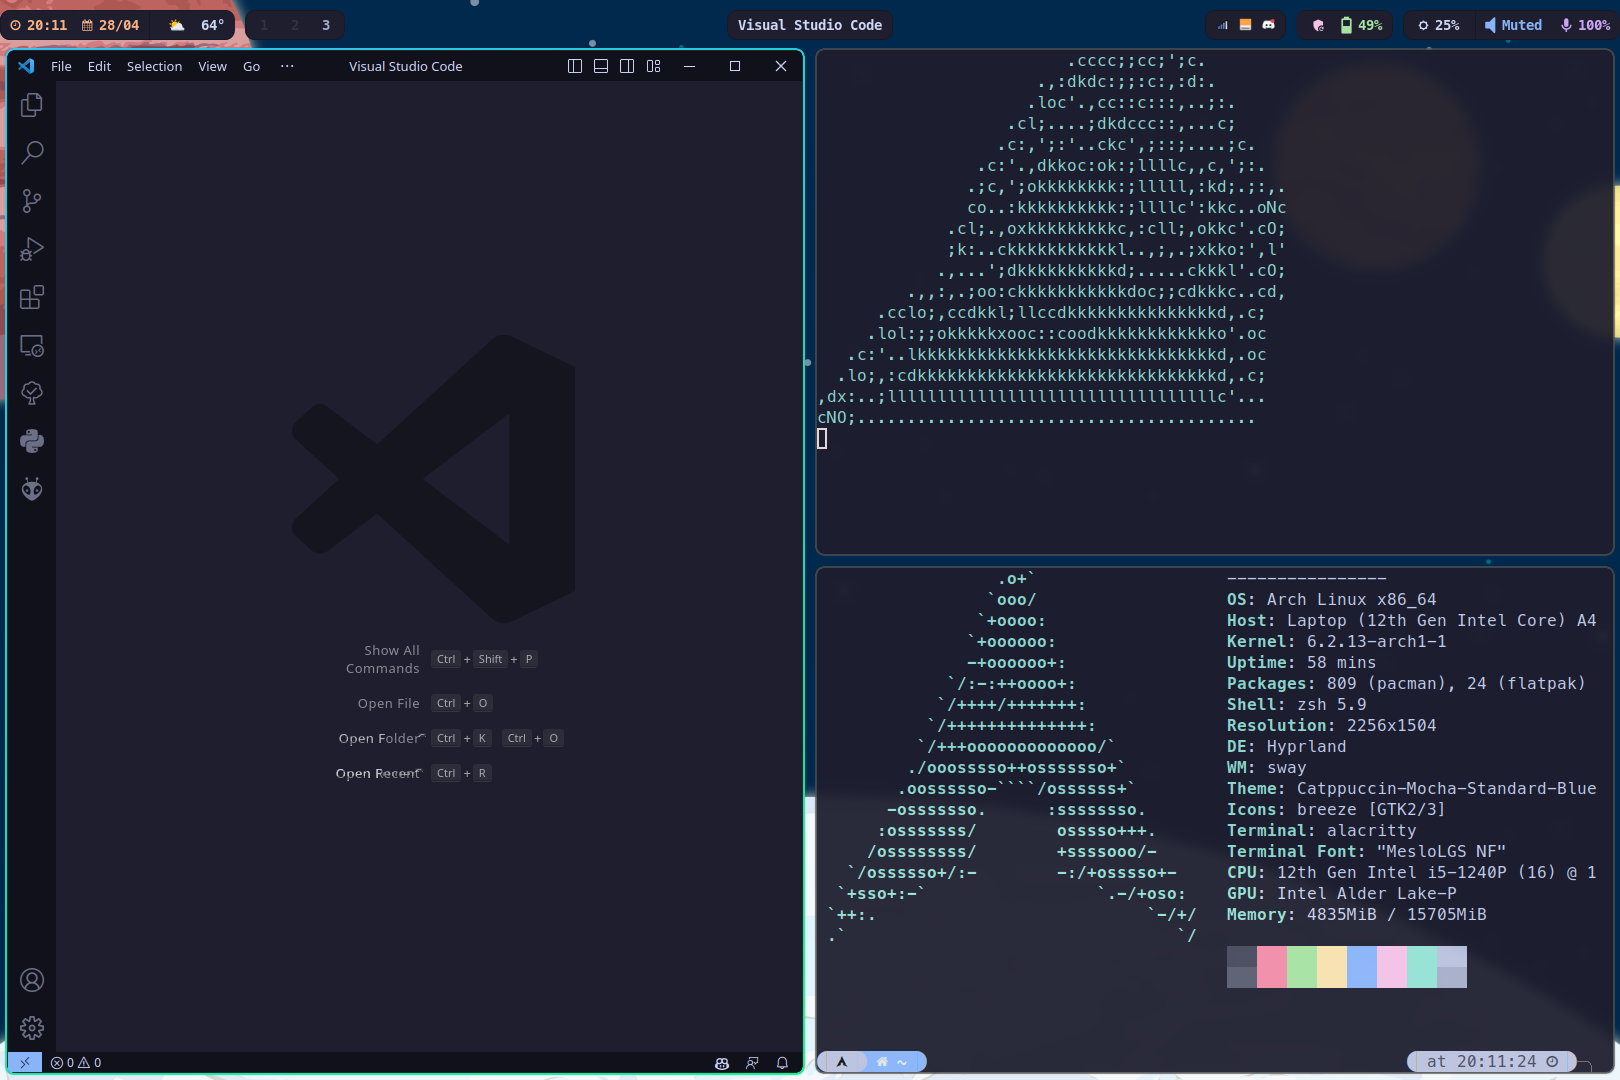 20:11 28/04 64° 1 2 3 Visual Studio Code 49% 25% Muted 100%
File Edit Selection View Go ··· Visual Studio Code
Show All
Commands Ctrl + Shift + P
Open File Ctrl + O
Open Folder Ctrl + K Ctrl + O
Open Recent Ctrl + R
0 0
.cccc;;cc;';c.
.,:dkdc:;;:c:,:d:.
.loc'.,cc::c:::,..;:.
.cl;....;dkdccc::,...c;
.c:,';:'..ckc',;::;....;c.
.c:'.,dkkoc:ok:;llllc,,c,';:.
.;c,';okkkkkkkk:;lllll,:kd;.;:,.
co..:kkkkkkkkkk:;llllc':kkc..oNc
.cl;.,oxkkkkkkkkkc,:cll;,okkc'.cO;
;k:..ckkkkkkkkkkkl..,;,.;xkko:',l'
.,...';dkkkkkkkkkkd;.....ckkkl'.cO;
.,,:,.;oo:ckkkkkkkkkkkdoc;;cdkkkc..cd,
.cclo;,ccdkkl;llccdkkkkkkkkkkkkkkkd,.c;
.lol:;;okkkkkxooc::coodkkkkkkkkkkkko'.oc
.c:'..lkkkkkkkkkkkkkkkkkkkkkkkkkkkkkkd,.oc
.lo;,:cdkkkkkkkkkkkkkkkkkkkkkkkkkkkkkkd,.c;
,dx:..;lllllllllllllllllllllllllllllllllc'...
cNO;........................................
.o+` ----------------
`ooo/ OS: Arch Linux x86_64
`+oooo: Host: Laptop (12th Gen Intel Core) A4
`+oooooo: Kernel: 6.2.13-arch1-1
-+oooooo+: Uptime: 58 mins
`/:-:++oooo+: Packages: 809 (pacman), 24 (flatpak)
`/++++/+++++++: Shell: zsh 5.9
`/++++++++++++++: Resolution: 2256x1504
`/+++ooooooooooooo/` DE: Hyprland
./ooosssso++osssssso+` WM: sway
.oossssso-````/ossssss+` Theme: Catppuccin-Mocha-Standard-Blue
-osssssso. :ssssssso. Icons: breeze [GTK2/3]
:osssssss/ osssso+++. Terminal: alacritty
/ossssssss/ +ssssooo/- Terminal Font: "MesloLGS NF"
`/ossssso+/:- -:/+osssso+- CPU: 12th Gen Intel i5-1240P (16) @ 1
`+sso+:-` `.-/+oso: GPU: Intel Alder Lake-P
`++:. `-/+/ Memory: 4835MiB / 15705MiB
.` `/
~ at 20:11:24